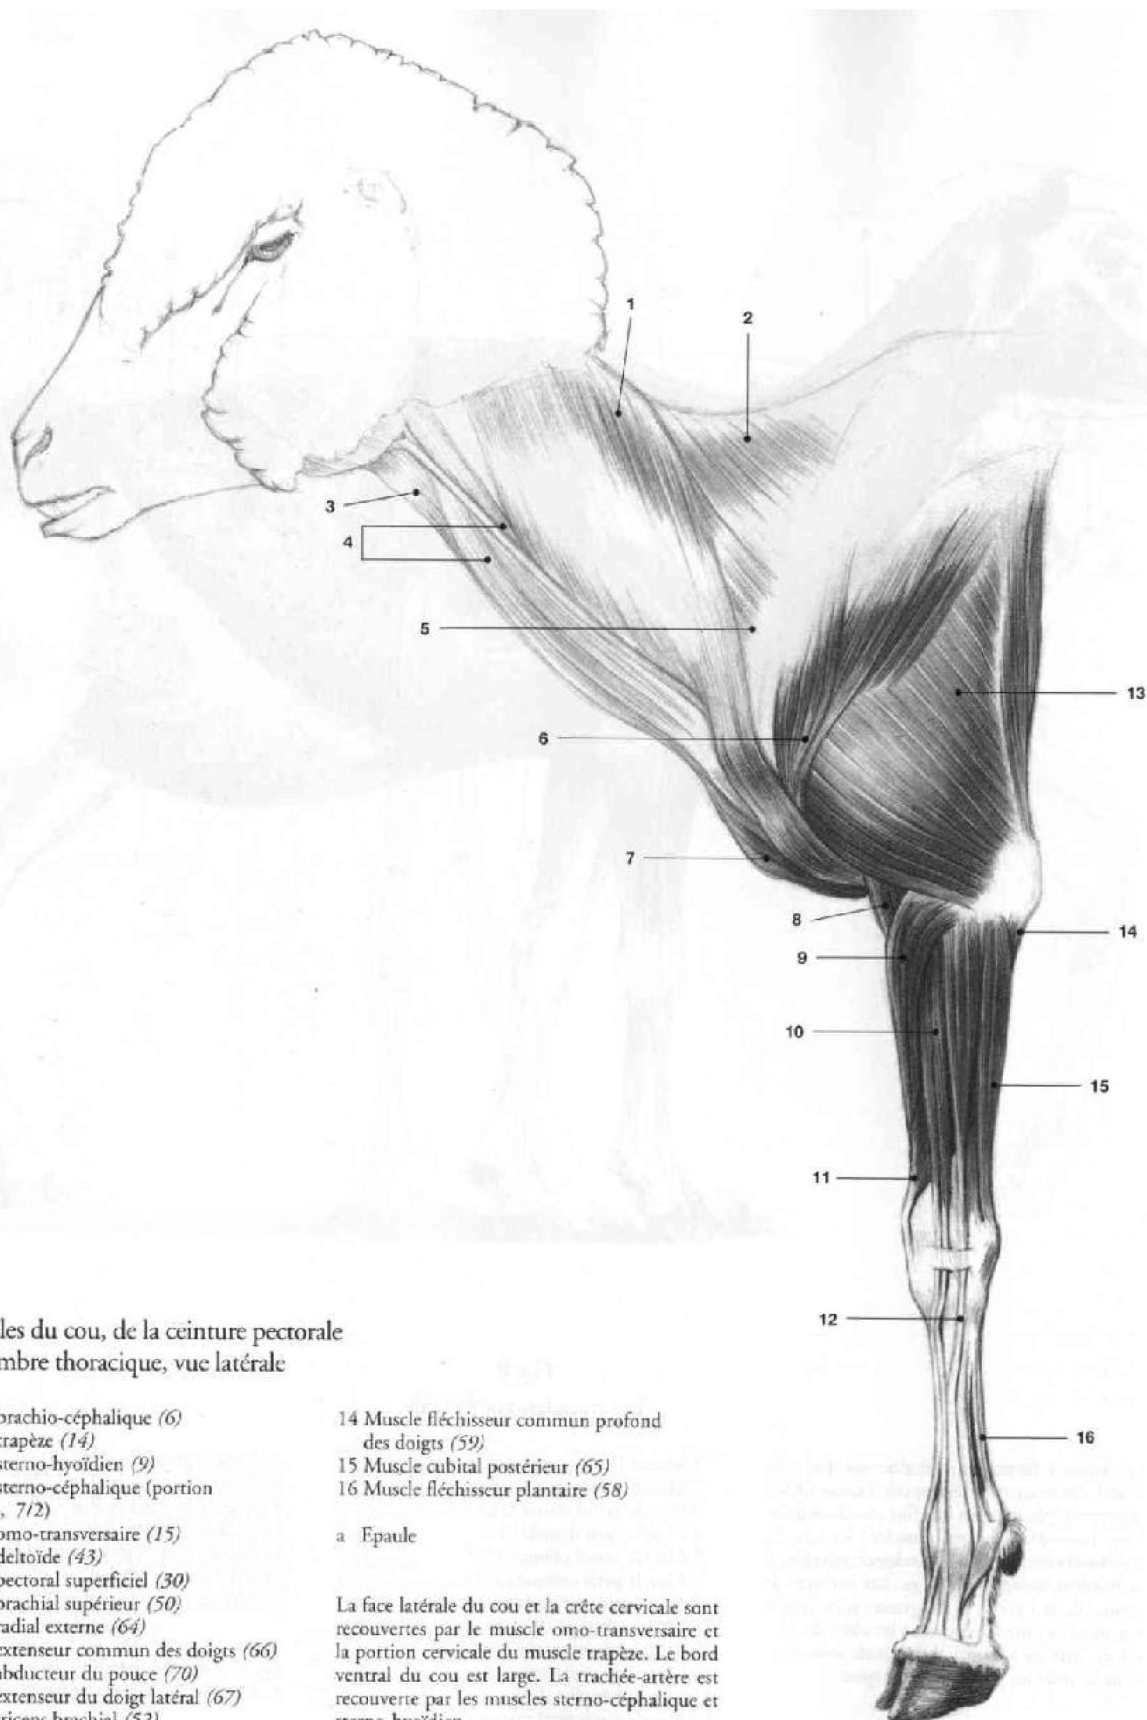 1
2
3
4
5
6
13
7
8
14
9
10
15
11
12
16
les du cou, de la ceinture pectorale
mbre thoracique, vue latérale
brachio-céphalique (6)
trapèze (14)
sterno-hyoïdien (9)
sterno-céphalique (portion
, 7/2)
omo-transversaire (15)
deltoïde (43)
pectoral superficiel (30)
brachial supérieur (50)
radial externe (64)
extenseur commun des doigts (66)
abducteur du pouce (70)
extenseur du doigt latéral (67)
triceps brachial (53)
14 Muscle fléchisseur commun profond
des doigts (59)
15 Muscle cubital postérieur (65)
16 Muscle fléchisseur plantaire (58)
a Epaule
La face latérale du cou et la crête cervicale sont
recouvertes par le muscle omo-transversaire et
la portion cervicale du muscle trapèze. Le bord
ventral du cou est large. La trachée-artère est
recouverte par les muscles sterno-céphalique et
sterno-hyoïdien